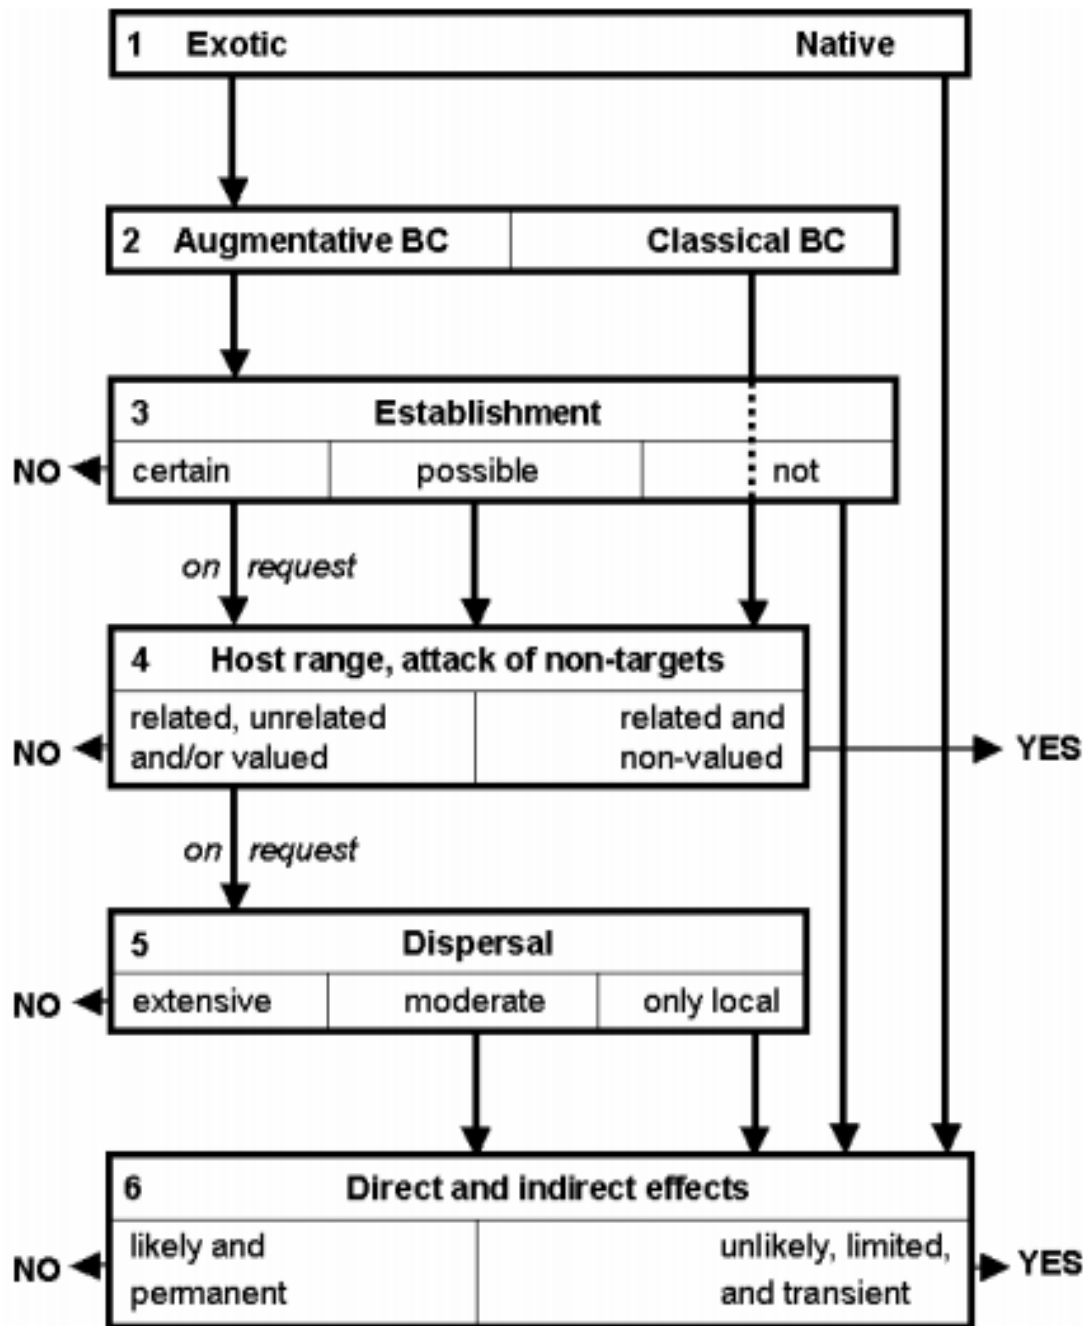 1 Exotic Native
2 Augmentative BC Classical BC
3 Establishment
NO certain possible not
on request
4 Host range, attack of non-targets
related, unrelated related and
NO and/or valued non-valued YES
on request
5 Dispersal
NO extensive moderate only local
6 Direct and indirect effects
likely and unlikely, limited,
NO YES
permanent and transient